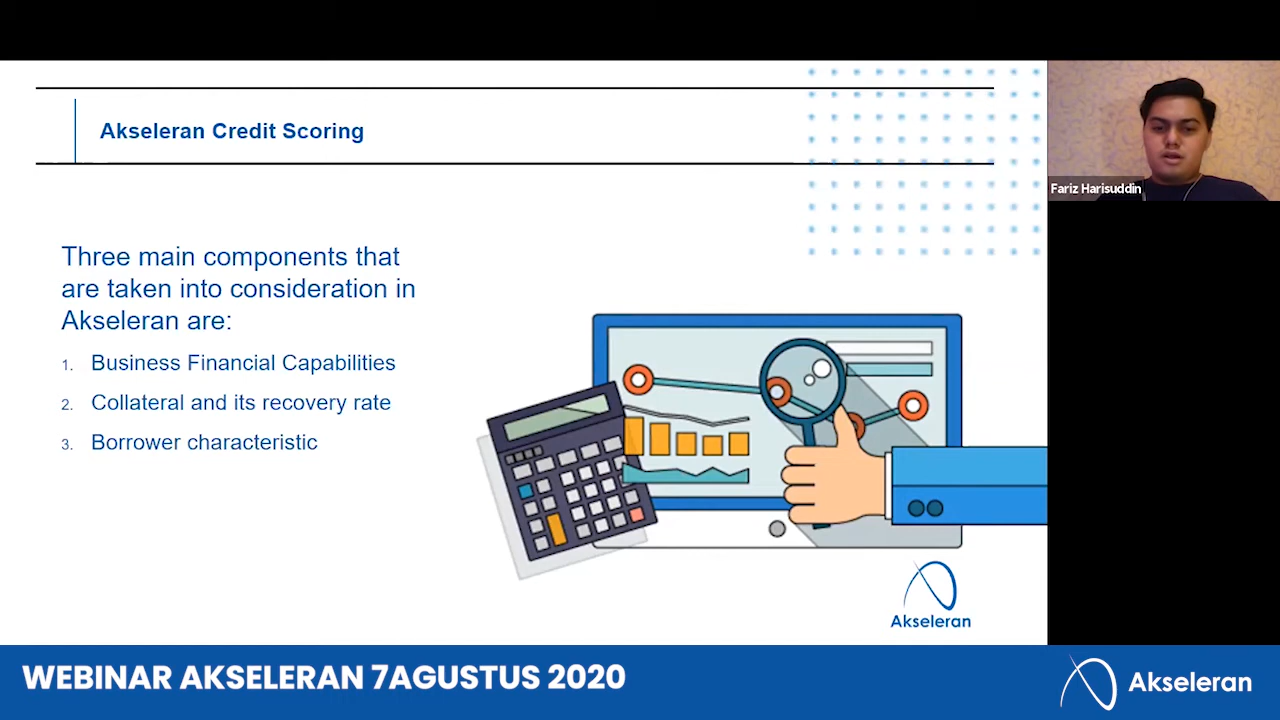 Akseleran Credit Scoring
Fariz Harisuddin
Three main components that
are taken into consideration in
Akseleran are:
1. Business Financial Capabilities
2. Collateral and its recovery rate
3. Borrower characteristic
Akseleran
WEBINAR AKSELERAN 7AGUSTUS 2020
Akseleran